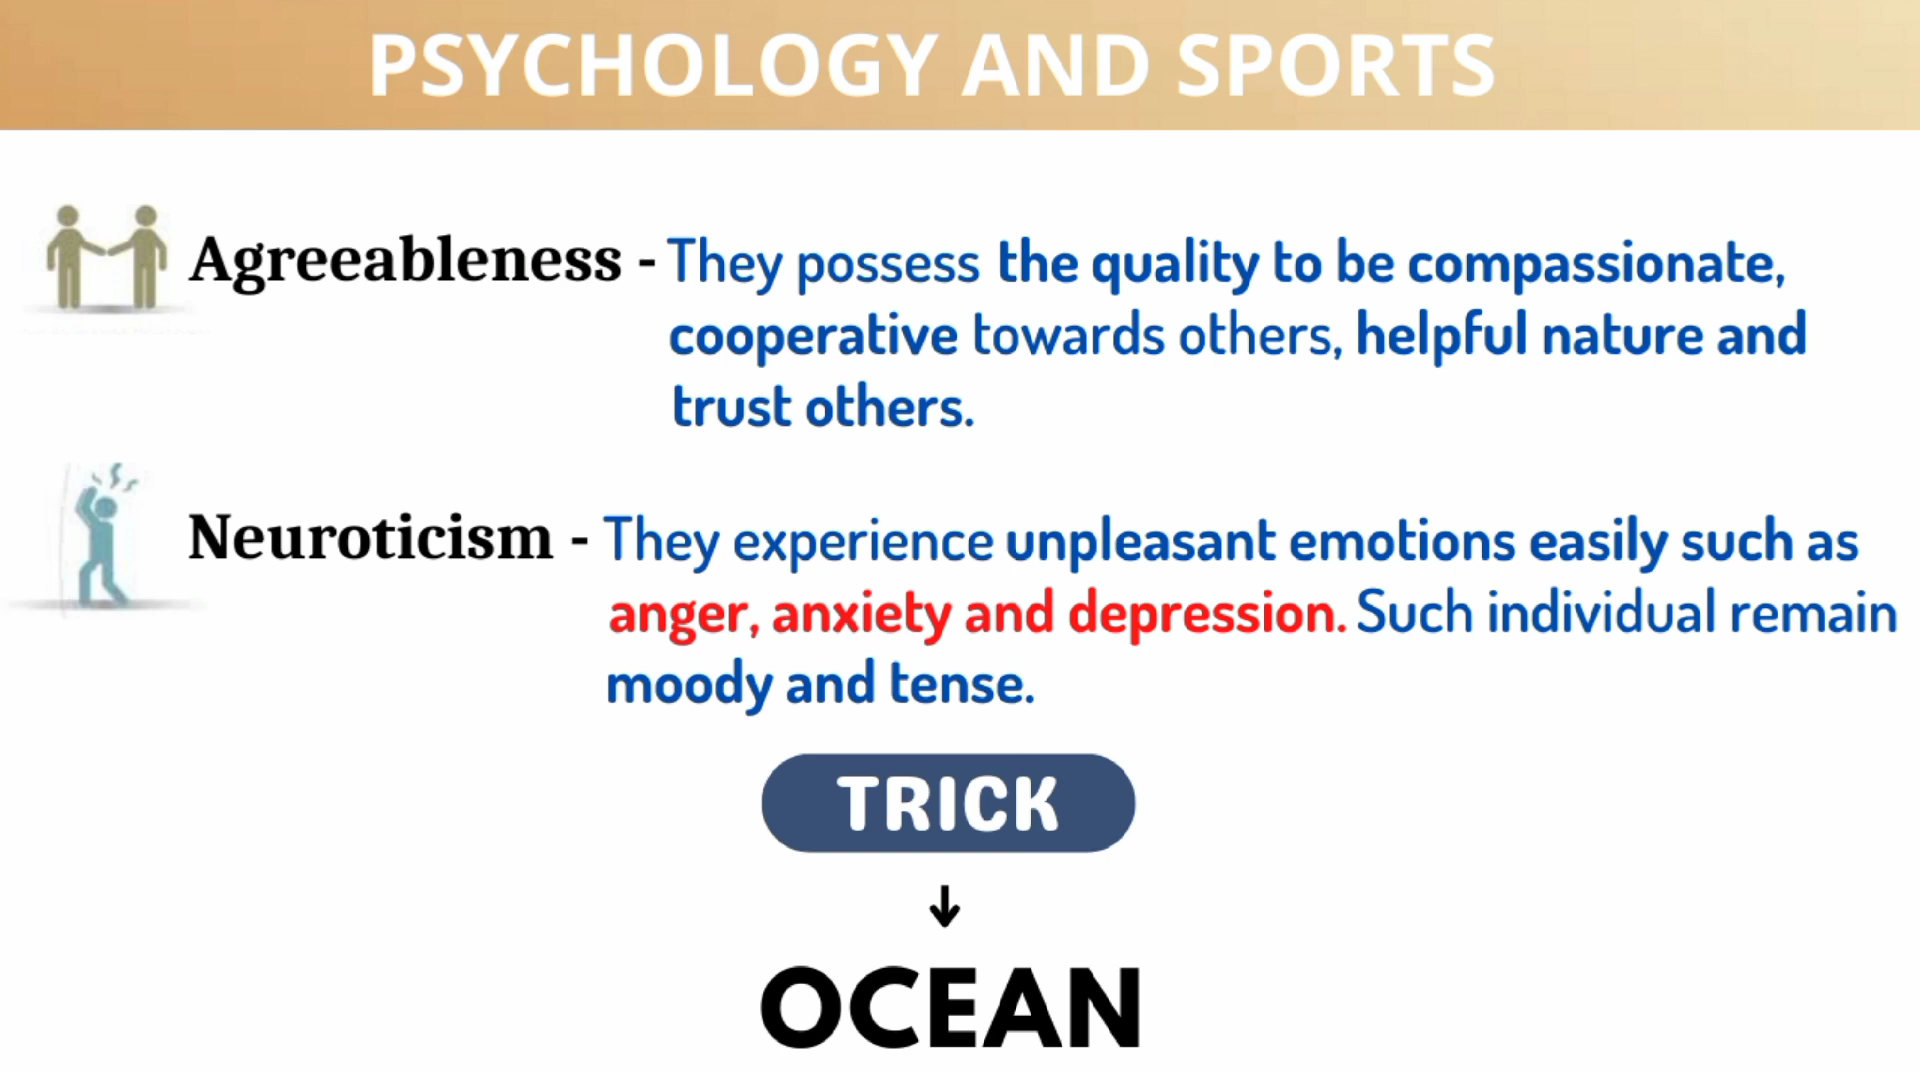 PSYCHOLOGY AND SPORTS
Agreeableness - They possess the quality to be compassionate,
cooperative towards others, helpful nature and
trust others.
Neuroticism - They experience unpleasant emotions easily such as
anger, anxiety and depression. Such individual remain
moody and tense.
TRICK
↓
OCEAN